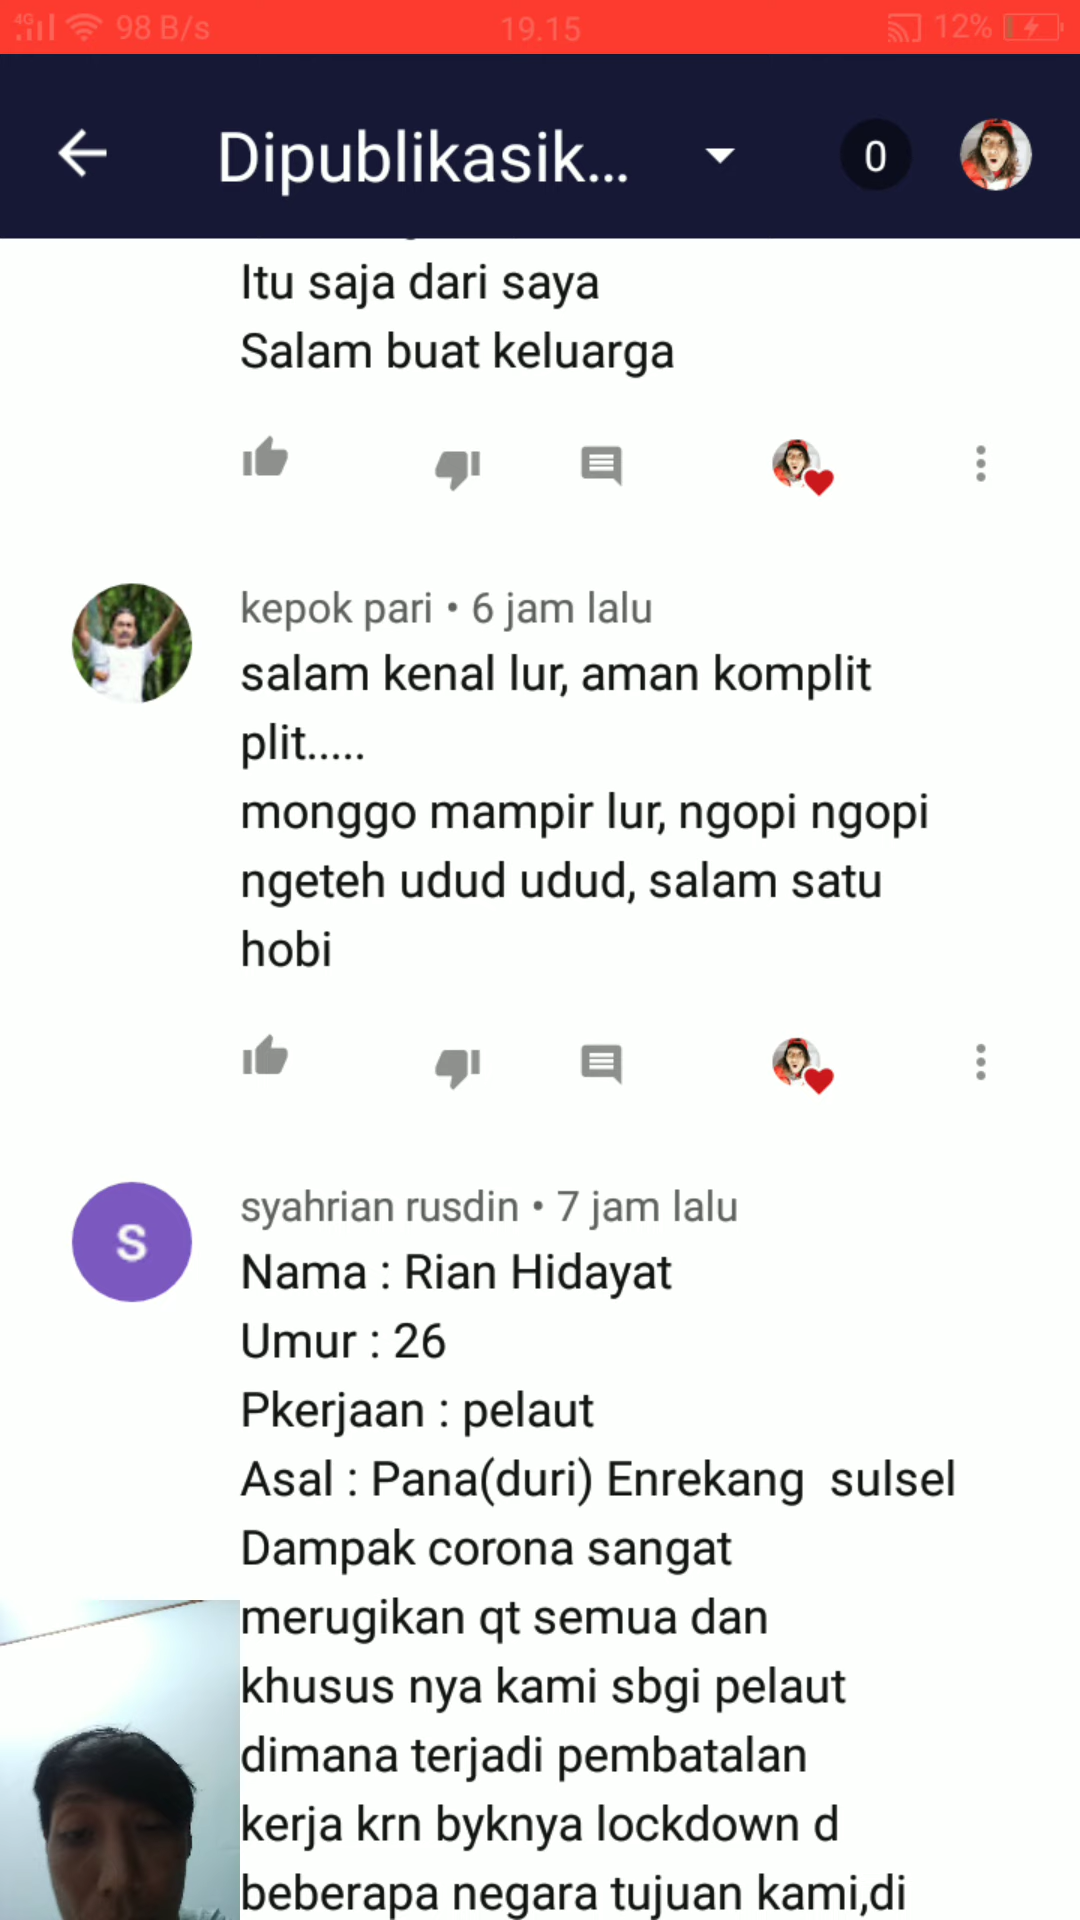 4G 98 B/s 19.15 12%
Dipublikasik... 0
Itu saja dari saya
Salam buat keluarga
kepok pari • 6 jam lalu
salam kenal lur, aman komplit
plit.....
monggo mampir lur, ngopi ngopi
ngeteh udud udud, salam satu
hobi
S
syahrian rusdin • 7 jam lalu
Nama : Rian Hidayat
Umur : 26
Pkerjaan : pelaut
Asal : Pana(duri) Enrekang  sulsel
Dampak corona sangat
merugikan qt semua dan
khusus nya kami sbgi pelaut
dimana terjadi pembatalan
kerja krn byknya lockdown d
beberapa negara tujuan kami,di